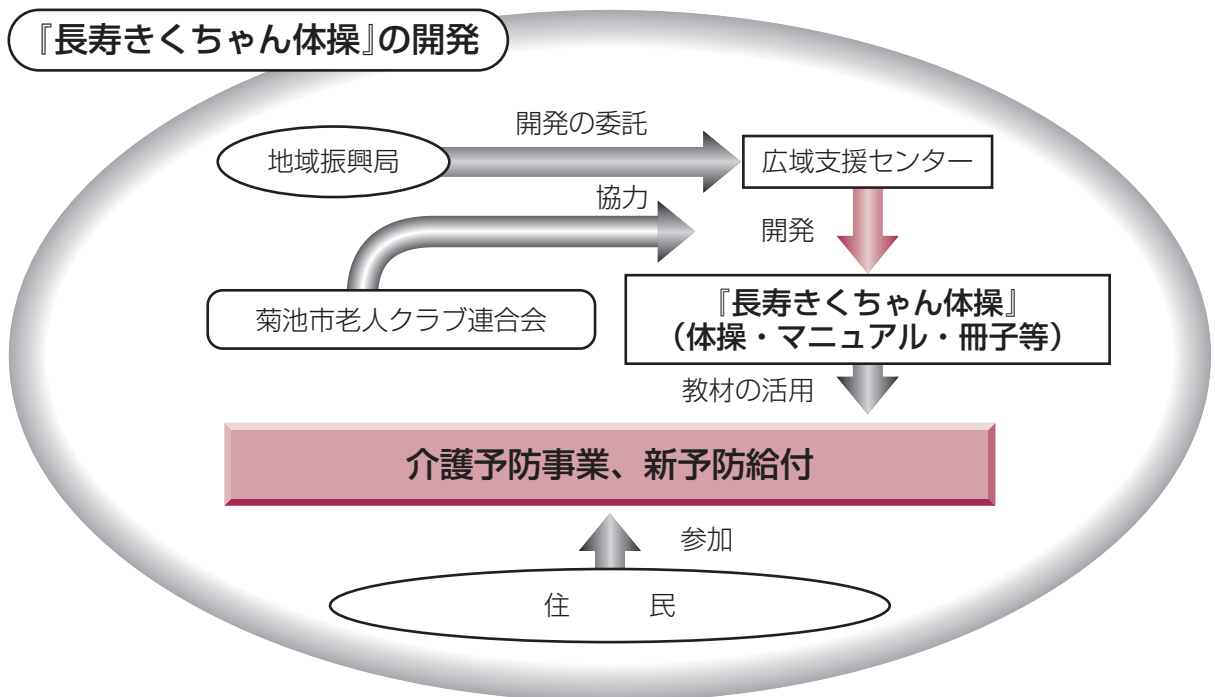 『長寿きくちゃん体操』の開発
開発の委託
地域振興局
広域支援センター
協力
開発
菊池市老人クラブ連合会
『長寿きくちゃん体操』
（体操・マニュアル・冊子等）
教材の活用
介護予防事業、新予防給付
参加
住　　民